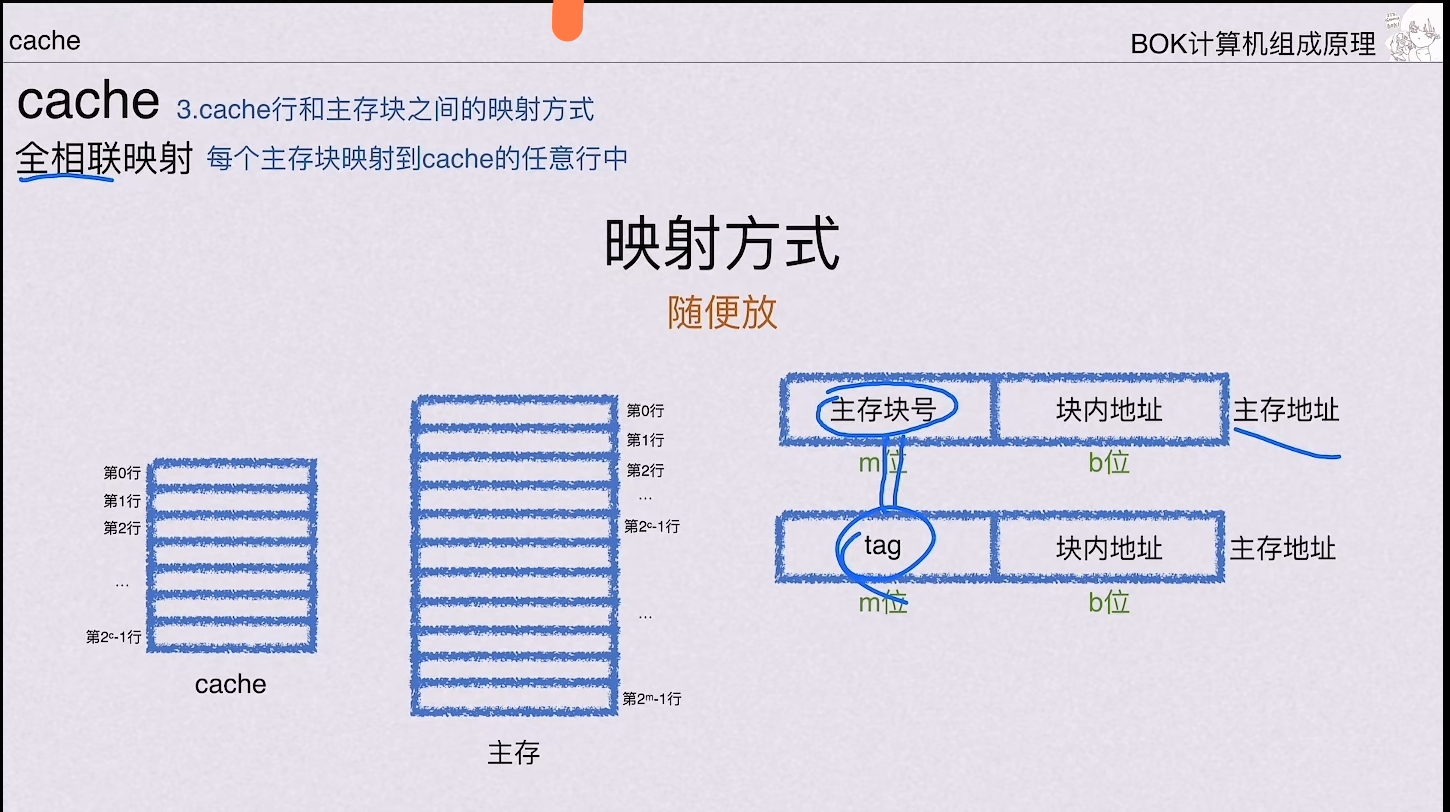 cache
BOK计算机组成原理
cache 3.cache行和主存块之间的映射方式
全相联映射 每个主存块映射到cache的任意行中
映射方式
随便放
主存块号 块内地址 主存地址
m位 b位
tag 块内地址 主存地址
m位 b位
第0行
第1行
第2行
...
第2ᶜ-1行
cache
第0行
第1行
第2行
...
第2ᶜ-1行
...
第2ᵐ-1行
主存